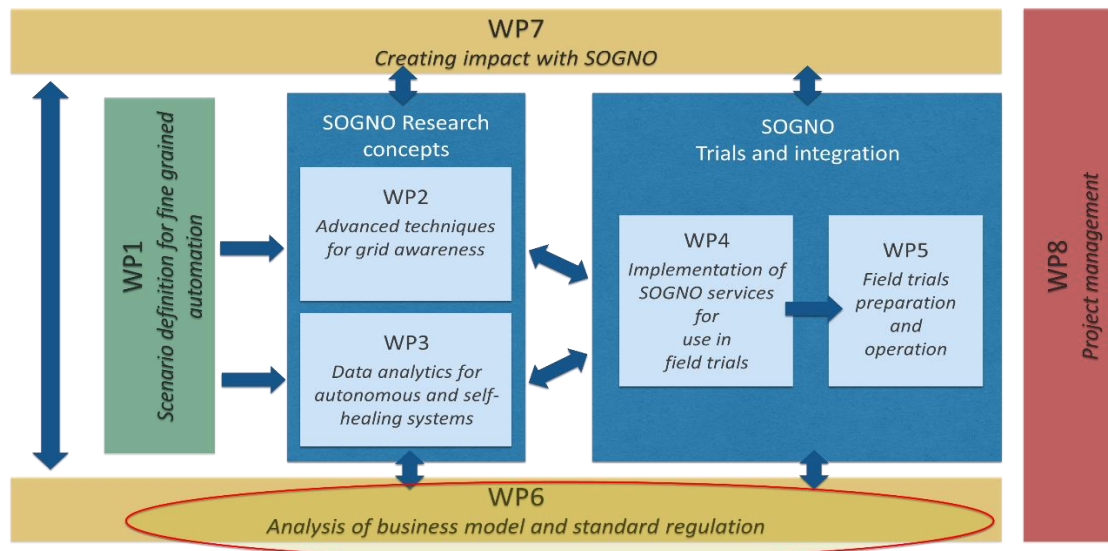 WP7
Creating impact with SOGNO
WP1
Scenario definition for fine grained
automation
SOGNO Research
concepts
WP2
Advanced techniques
for grid awareness
WP3
Data analytics for
autonomous and self-
healing systems
SOGNO
Trials and integration
WP4
Implementation of
SOGNO services
for
use in
field trials
WP5
Field trials
preparation
and
operation
WP6
Analysis of business model and standard regulation
WP8
Project management